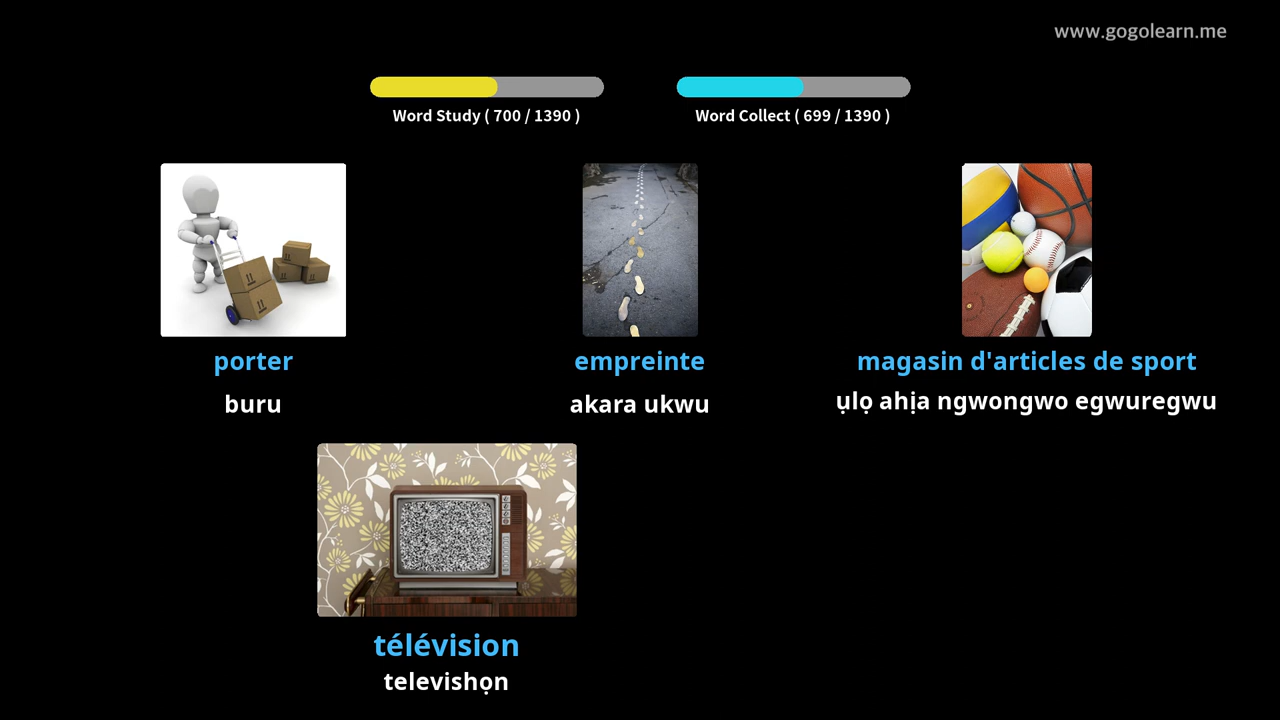 www.gogolearn.me
Word Study ( 700 / 1390 )
Word Collect ( 699 / 1390 )
porter
buru
empreinte
akara ukwu
magasin d'articles de sport
ụlọ ahịa ngwongwo egwuregwu
télévision
televishọn